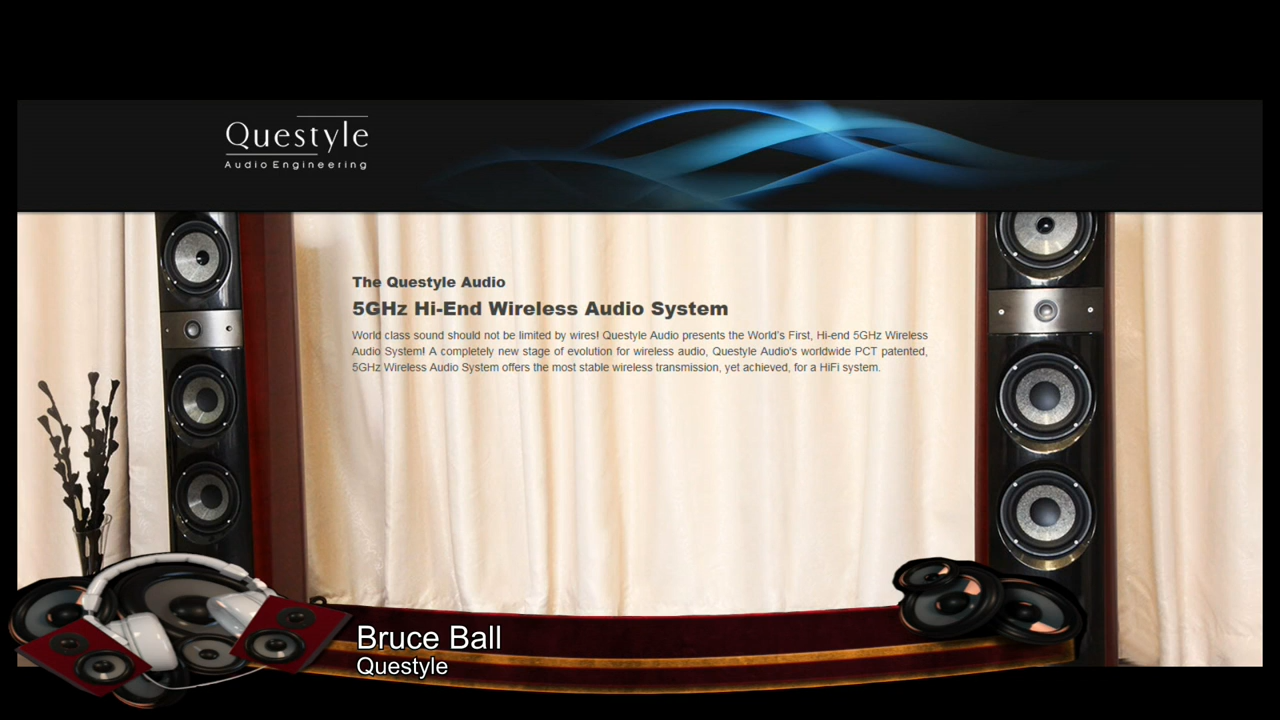 Questyle
Audio Engineering
The Questyle Audio
5GHz Hi-End Wireless Audio System
World class sound should not be limited by wires! Questyle Audio presents the World's First, Hi-end 5GHz Wireless
Audio System! A completely new stage of evolution for wireless audio, Questyle Audio's worldwide PCT patented,
5GHz Wireless Audio System offers the most stable wireless transmission, yet achieved, for a HiFi system.
Bruce Ball
Questyle